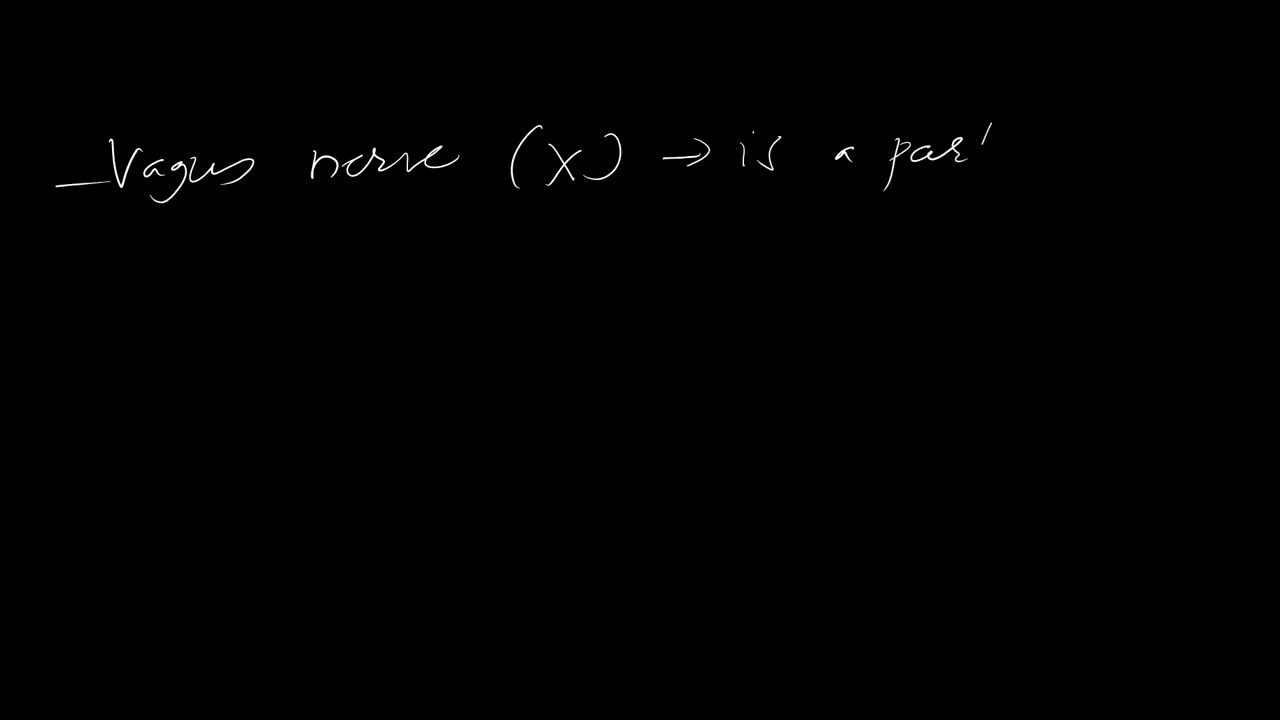 - Vagus nerve (X) → is a par